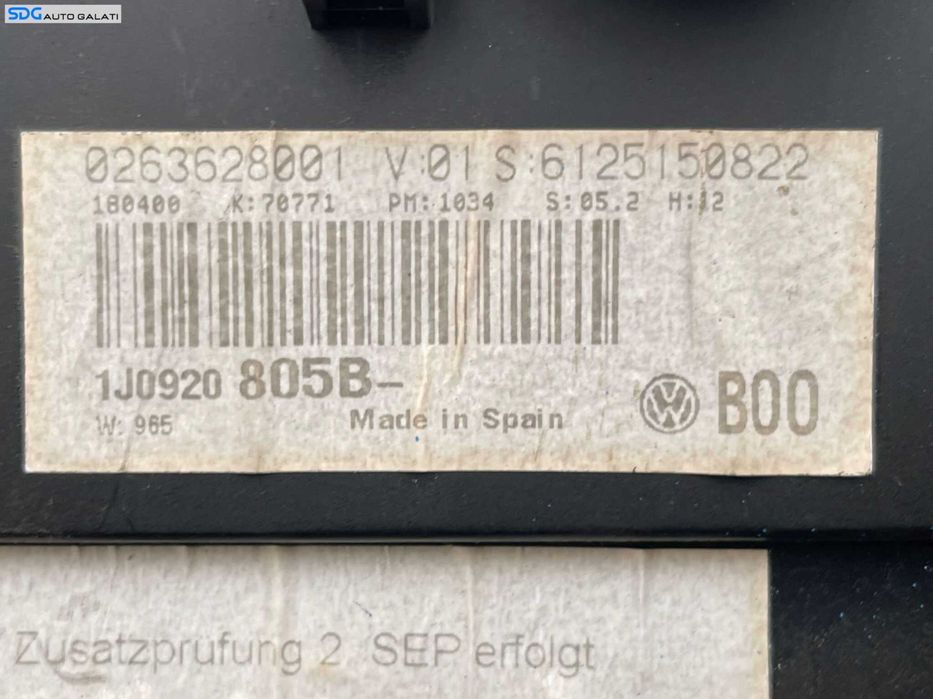 SDG AUTO GALATI
0263628001 V:01 S:6125150822
180400 K:70771 PM:1034 S:05.2 H:12
1J0920 805B-
W: 965 Made in Spain B00
Zusatzprüfung 2 SEP erfolgt